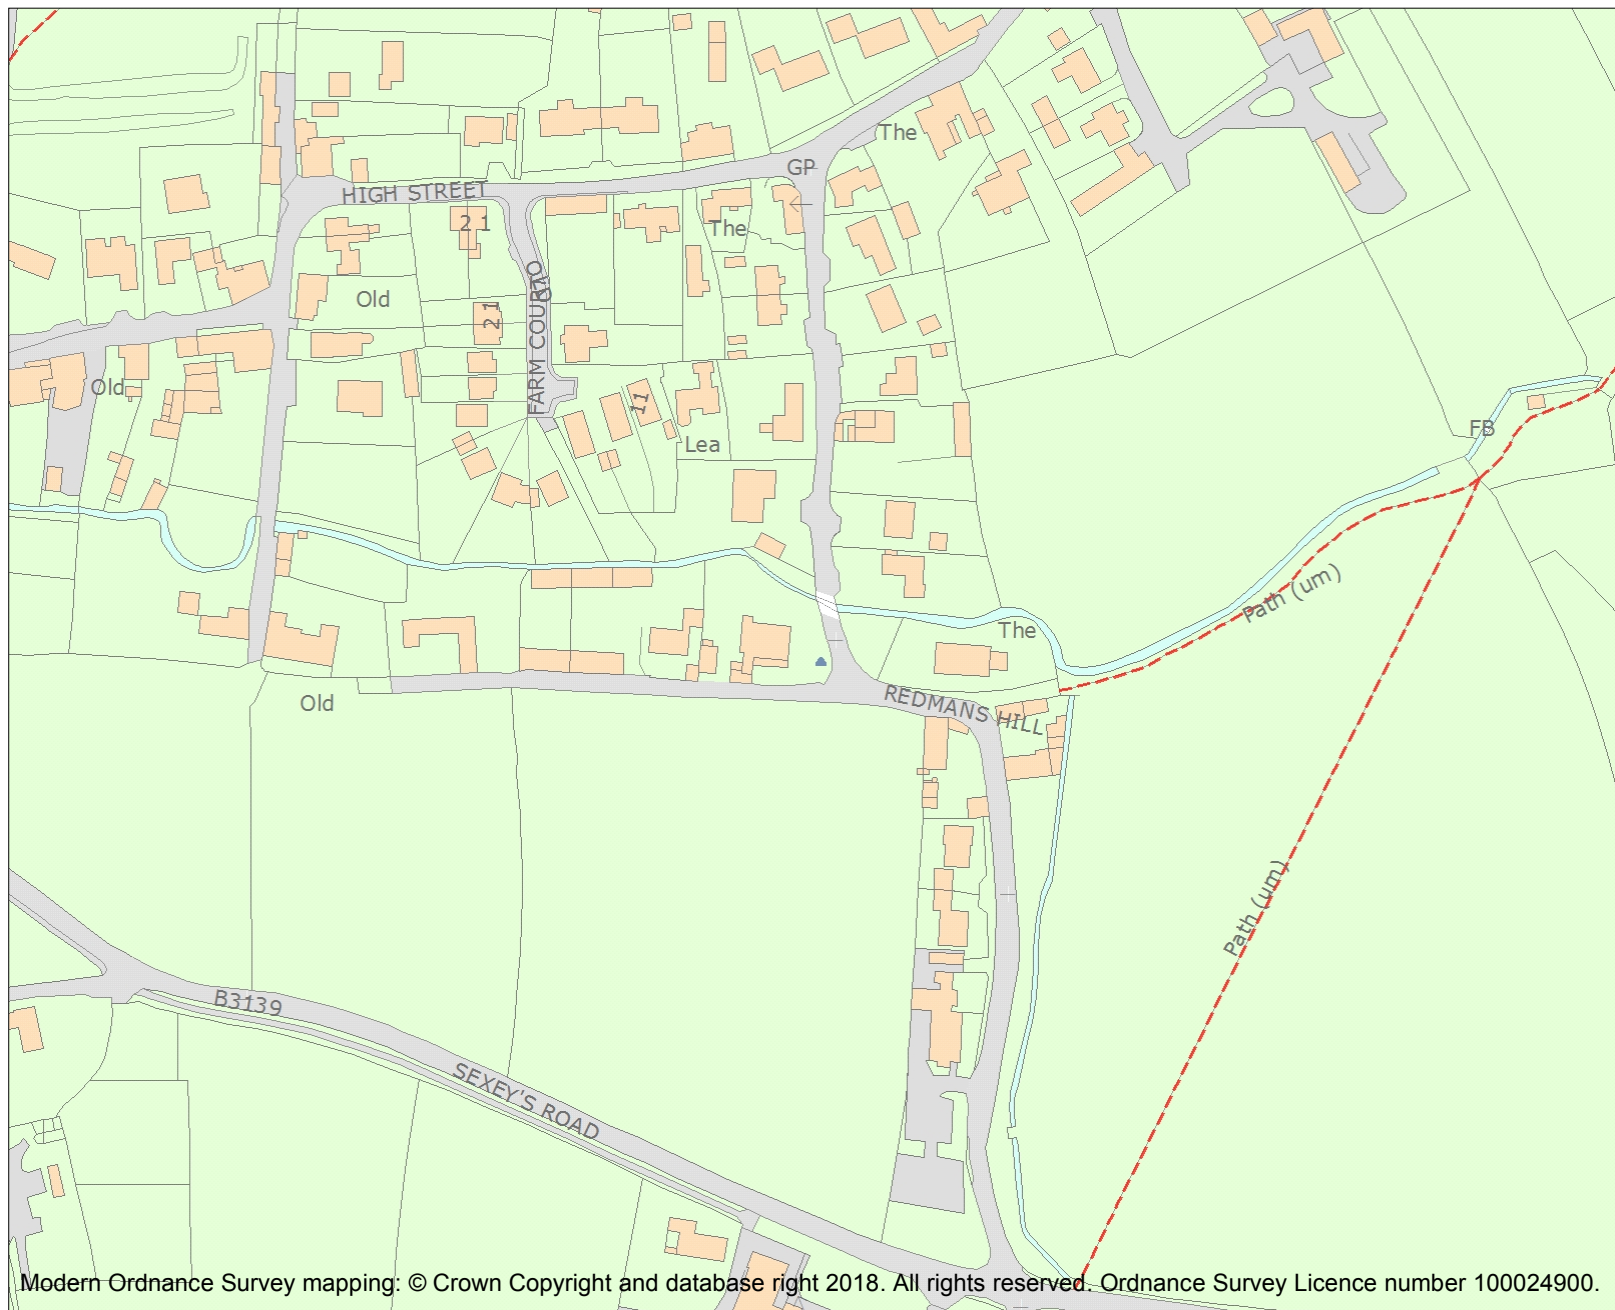 The
GP
HIGH STREET
2 1
The
Old
2 1
FARM COURT
Old
11
Lea
FB
Path (um)
The
REDMANS HILL
Old
Path (um)
B3139
SEXEY'S ROAD
Modern Ordnance Survey mapping: © Crown Copyright and database right 2018. All rights reserved. Ordnance Survey Licence number 100024900.